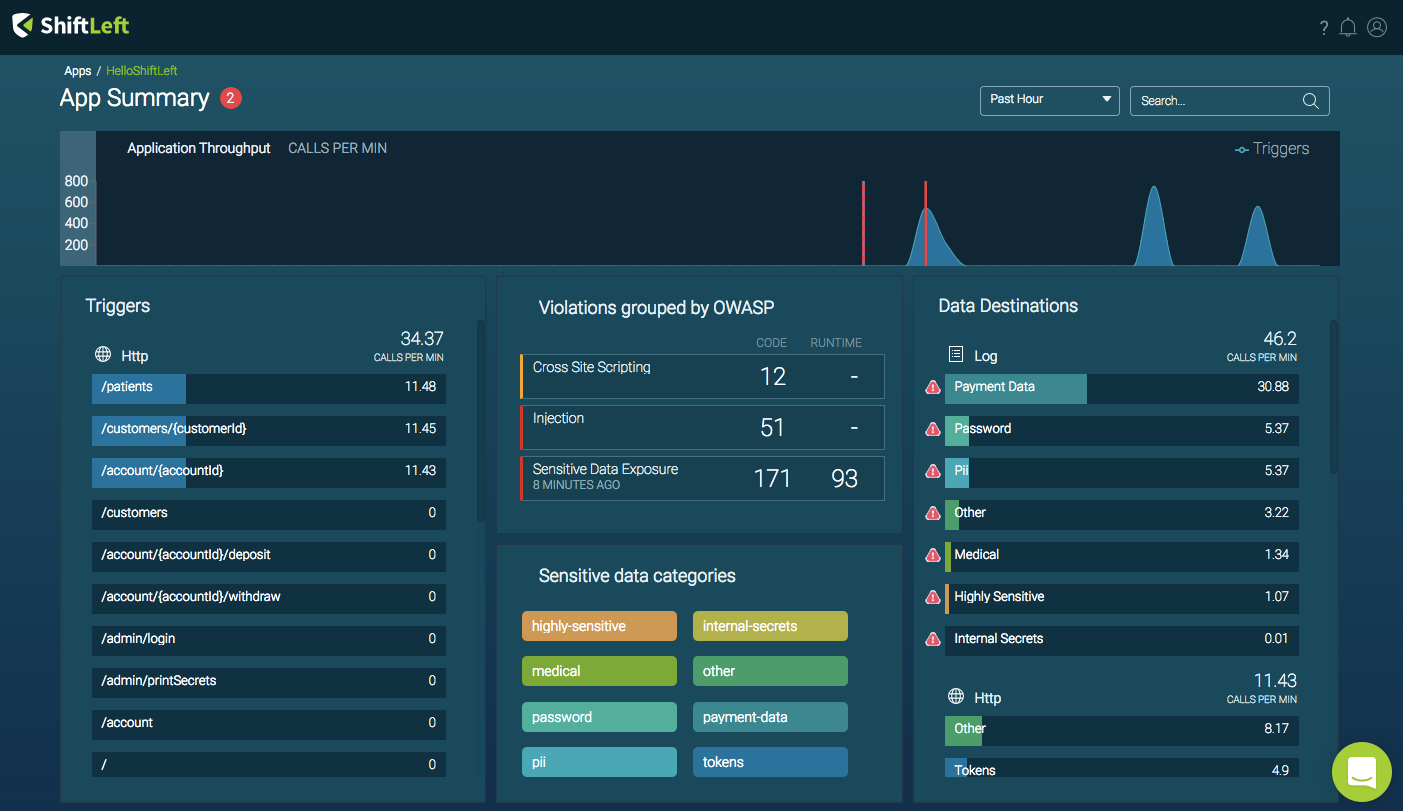 ShiftLeft
?
Apps / HelloShiftLeft
App Summary 2
Past Hour
Search...
Application Throughput CALLS PER MIN
Triggers
800
600
400
200
Triggers
Http
34.37
CALLS PER MIN
/patients 11.48
/customers/{customerId} 11.45
/account/{accountId} 11.43
/customers 0
/account/{accountId}/deposit 0
/account/{accountId}/withdraw 0
/admin/login 0
/admin/printSecrets 0
/account 0
/ 0
Violations grouped by OWASP
CODE RUNTIME
Cross Site Scripting 12 -
Injection 51 -
Sensitive Data Exposure 171 93
8 MINUTES AGO
Sensitive data categories
highly-sensitive internal-secrets
medical other
password payment-data
pii tokens
Data Destinations
Log
46.2
CALLS PER MIN
Payment Data 30.88
Password 5.37
Pii 5.37
Other 3.22
Medical 1.34
Highly Sensitive 1.07
Internal Secrets 0.01
Http
11.43
CALLS PER MIN
Other 8.17
Tokens 4.9